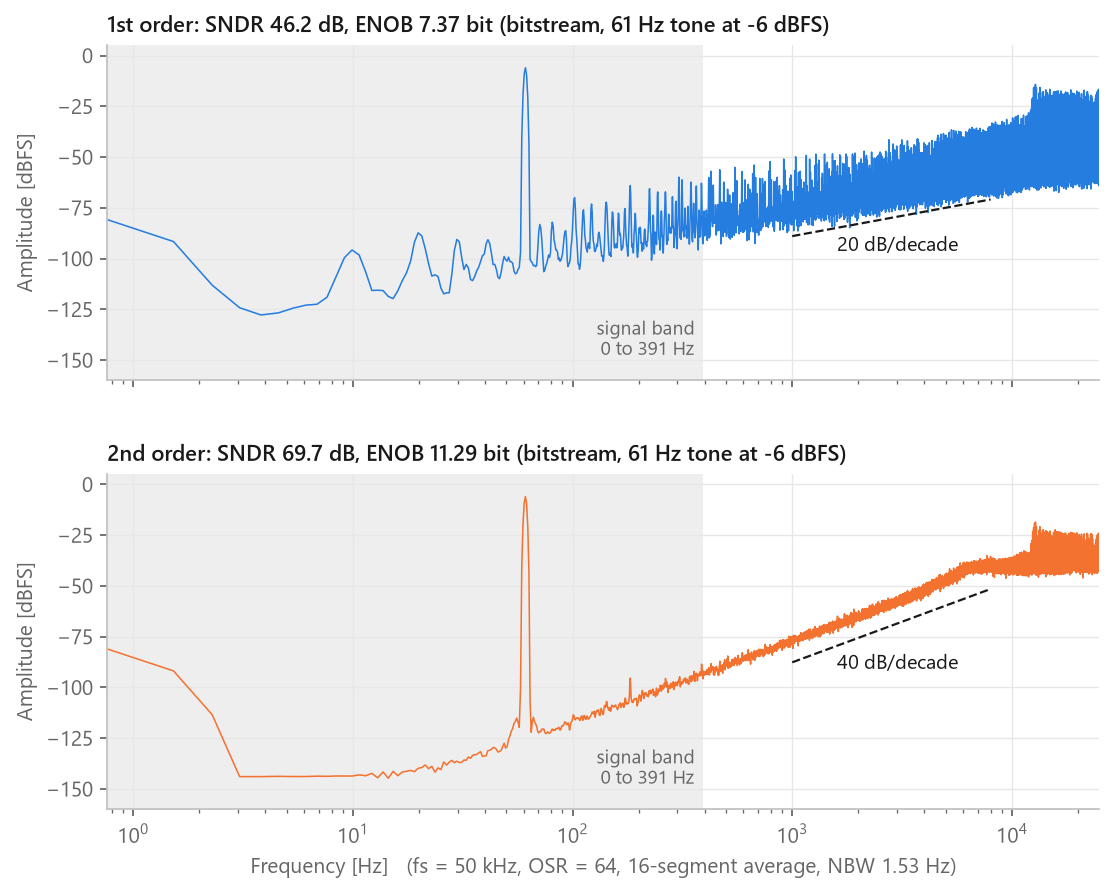 1st order: SNDR 46.2 dB, ENOB 7.37 bit (bitstream, 61 Hz tone at -6 dBFS)
0
−25
−50
−75
−100
−125
−150
Amplitude [dBFS]
20 dB/decade
signal band
0 to 391 Hz
2nd order: SNDR 69.7 dB, ENOB 11.29 bit (bitstream, 61 Hz tone at -6 dBFS)
0
−25
−50
−75
−100
−125
−150
Amplitude [dBFS]
40 dB/decade
signal band
0 to 391 Hz
10⁰ 10¹ 10² 10³ 10⁴
Frequency [Hz] (fs = 50 kHz, OSR = 64, 16-segment average, NBW 1.53 Hz)